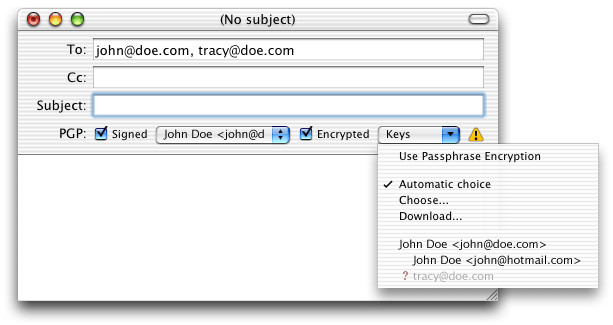 (No subject)
To: john@doe.com, tracy@doe.com
Cc:
Subject:
PGP: Signed John Doe <john@d Encrypted Keys
Use Passphrase Encryption
Automatic choice
Choose...
Download...
John Doe <john@doe.com>
John Doe <john@hotmail.com>
? tracy@doe.com